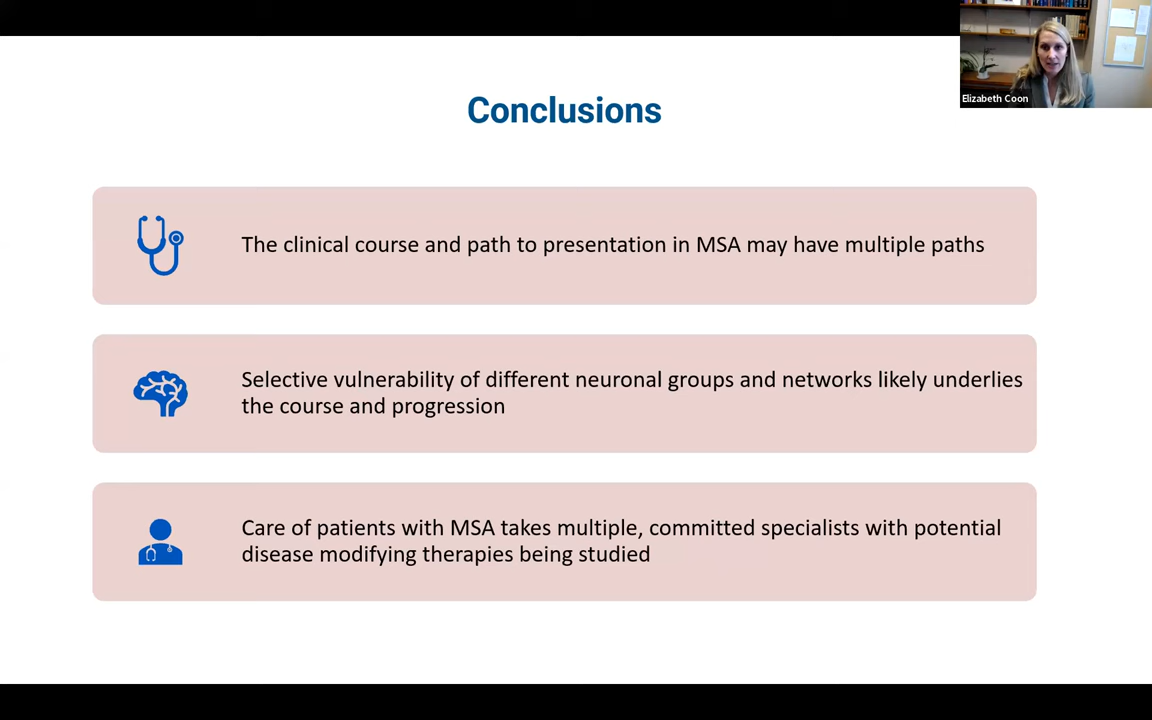 Elizabeth Coon
Conclusions
The clinical course and path to presentation in MSA may have multiple paths
Selective vulnerability of different neuronal groups and networks likely underlies
the course and progression
Care of patients with MSA takes multiple, committed specialists with potential
disease modifying therapies being studied